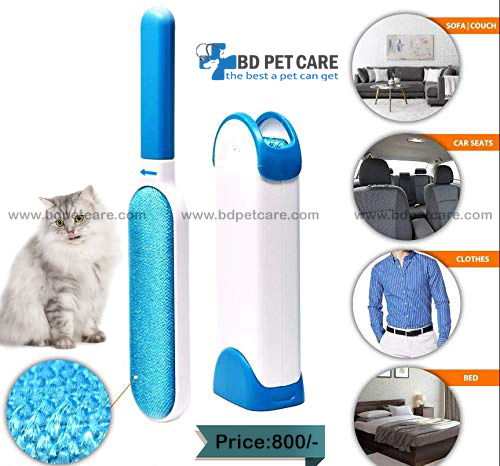 BD PET CARE
the best a pet can get
SOFA|COUCH
CAR SEATS
www.bdpetcare.com www.bdpetcare.com www.bdpetcare.com
CLOTHES
BED
Price:800/-